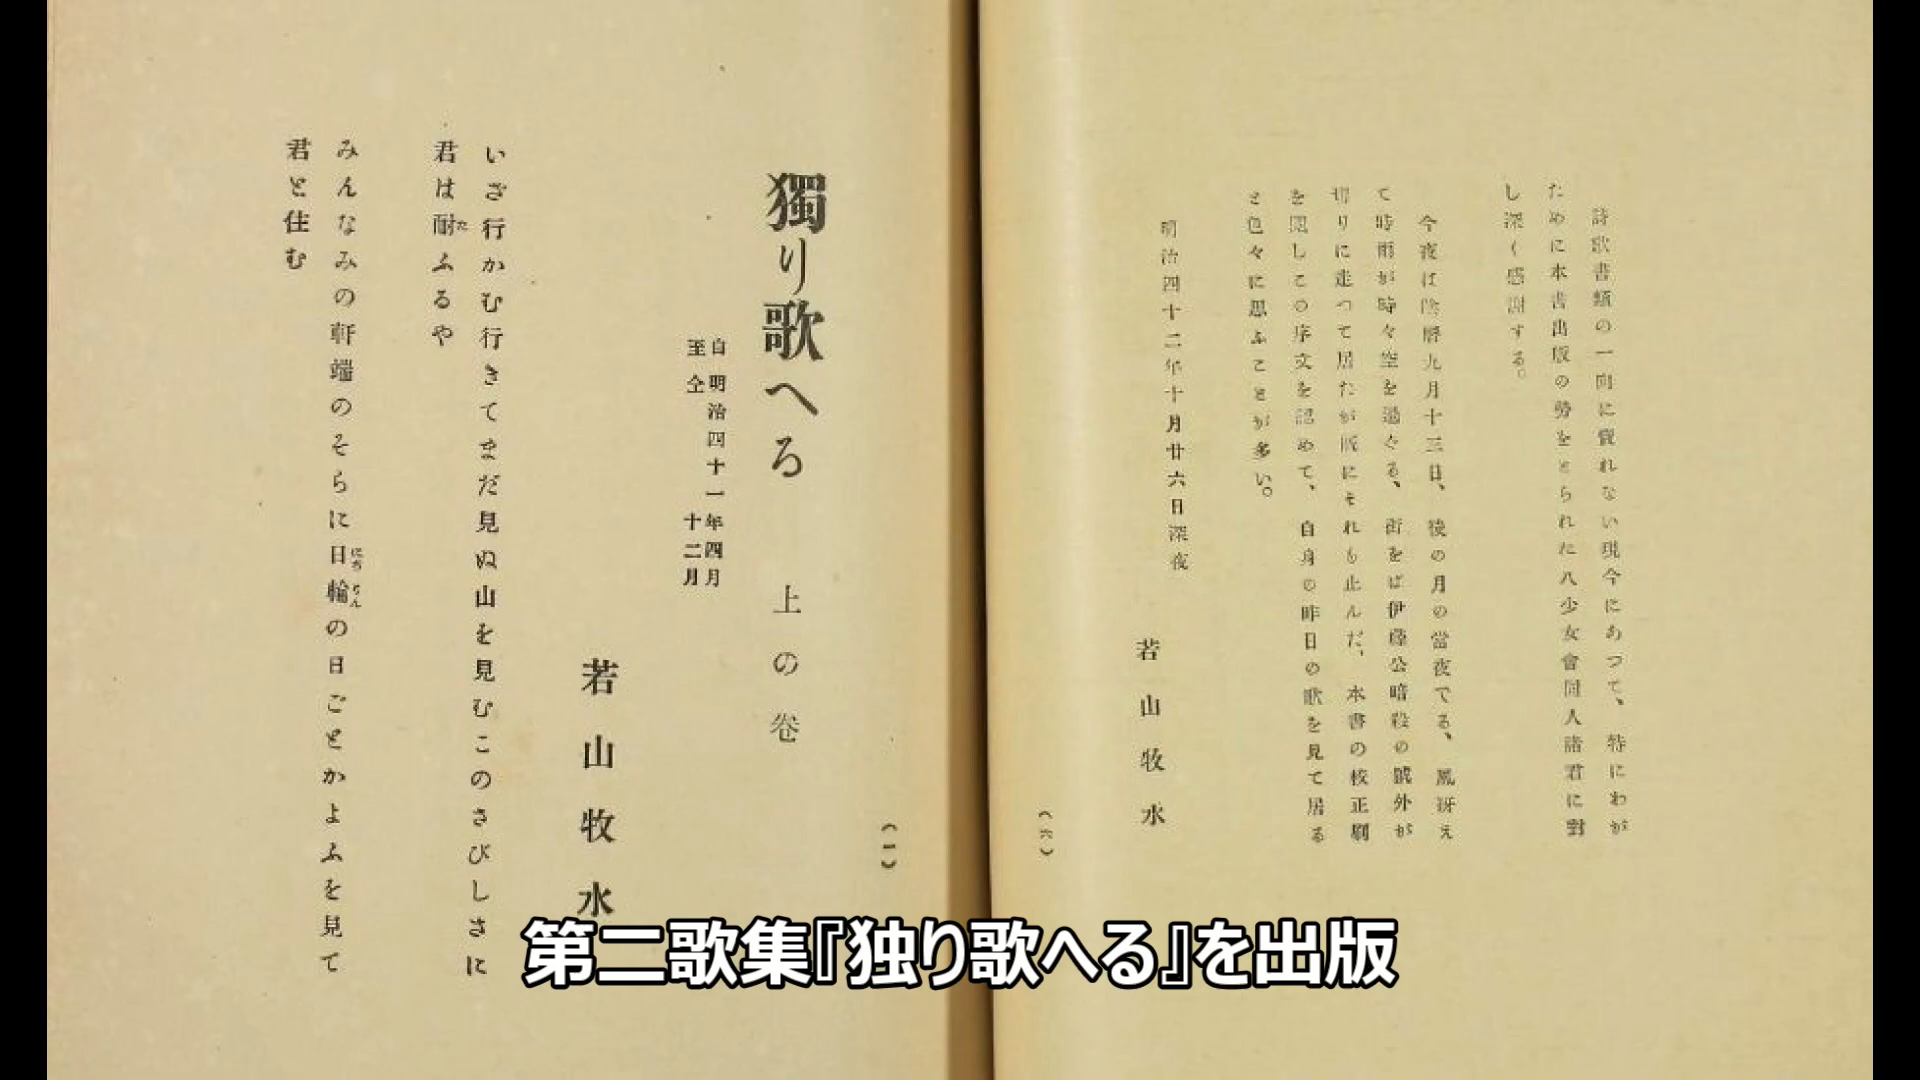 詩歌書類の一向に賣れない現今にあつて、特にわが
ために本書出版の勞をとられた八少女會同人諸君に對
し深く感謝する。
今夜は陰曆九月十三日、後の月の當夜である、風冴え
て時雨が時々空を過ぐる、街をば伊藤公暗殺の號外が
切りに走つて居たが既にそれも止んだ、本書の校正刷
を閲しこの序文を認めて、自身の昨日の歌を見て居る
と色々に思ふことが多い。
明治四十二年十月廿六日深夜
若山牧水
(六)
(一)
獨り歌へる 上の卷
自 明治四十一年四月
至 仝 十二月
若山牧水
いざ行かむ行きてまだ見ぬ山を見むこのさびしさに
君は耐ふるや
た
みんなみの軒端のそらに日輪の日ごとかよふを見て
にちりん
君と住む
第二歌集『独り歌へる』を出版